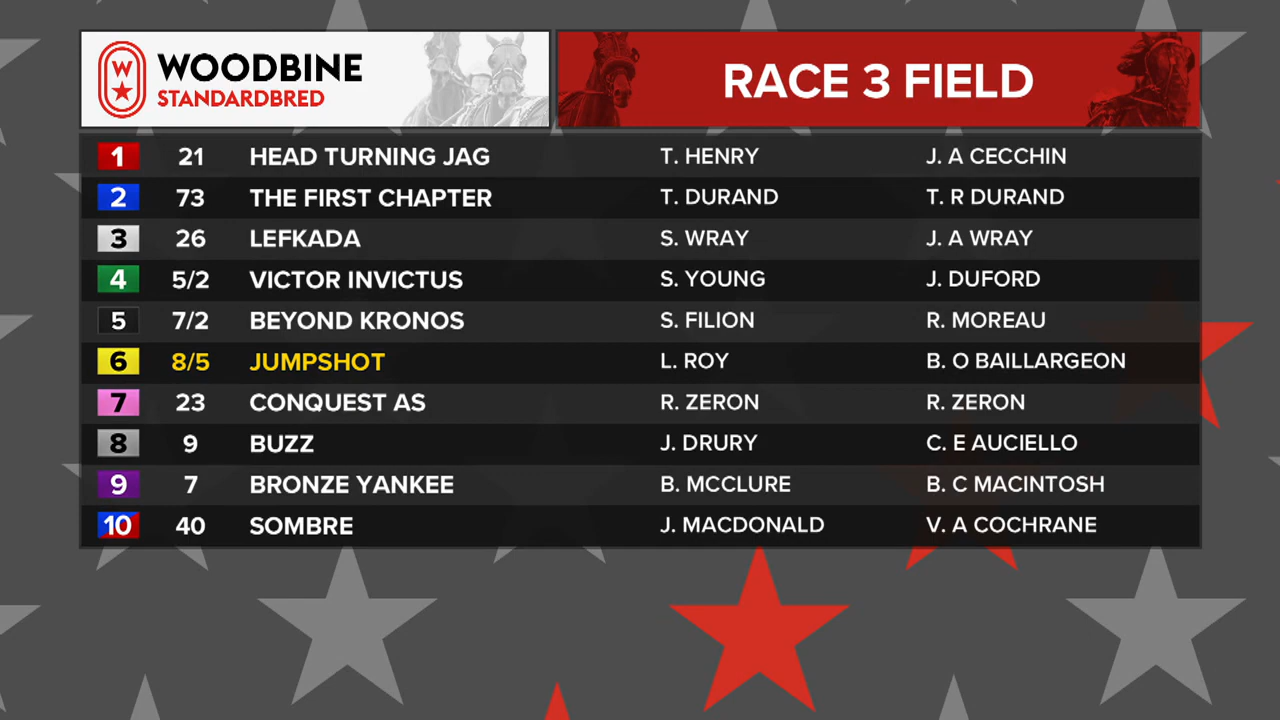 W
WOODBINE
STANDARDBRED
RACE 3 FIELD
1 21 HEAD TURNING JAG T. HENRY J. A CECCHIN
2 73 THE FIRST CHAPTER T. DURAND T. R DURAND
3 26 LEFKADA S. WRAY J. A WRAY
4 5/2 VICTOR INVICTUS S. YOUNG J. DUFORD
5 7/2 BEYOND KRONOS S. FILION R. MOREAU
6 8/5 JUMPSHOT L. ROY B. O BAILLARGEON
7 23 CONQUEST AS R. ZERON R. ZERON
8 9 BUZZ J. DRURY C. E AUCIELLO
9 7 BRONZE YANKEE B. MCCLURE B. C MACINTOSH
10 40 SOMBRE J. MACDONALD V. A COCHRANE